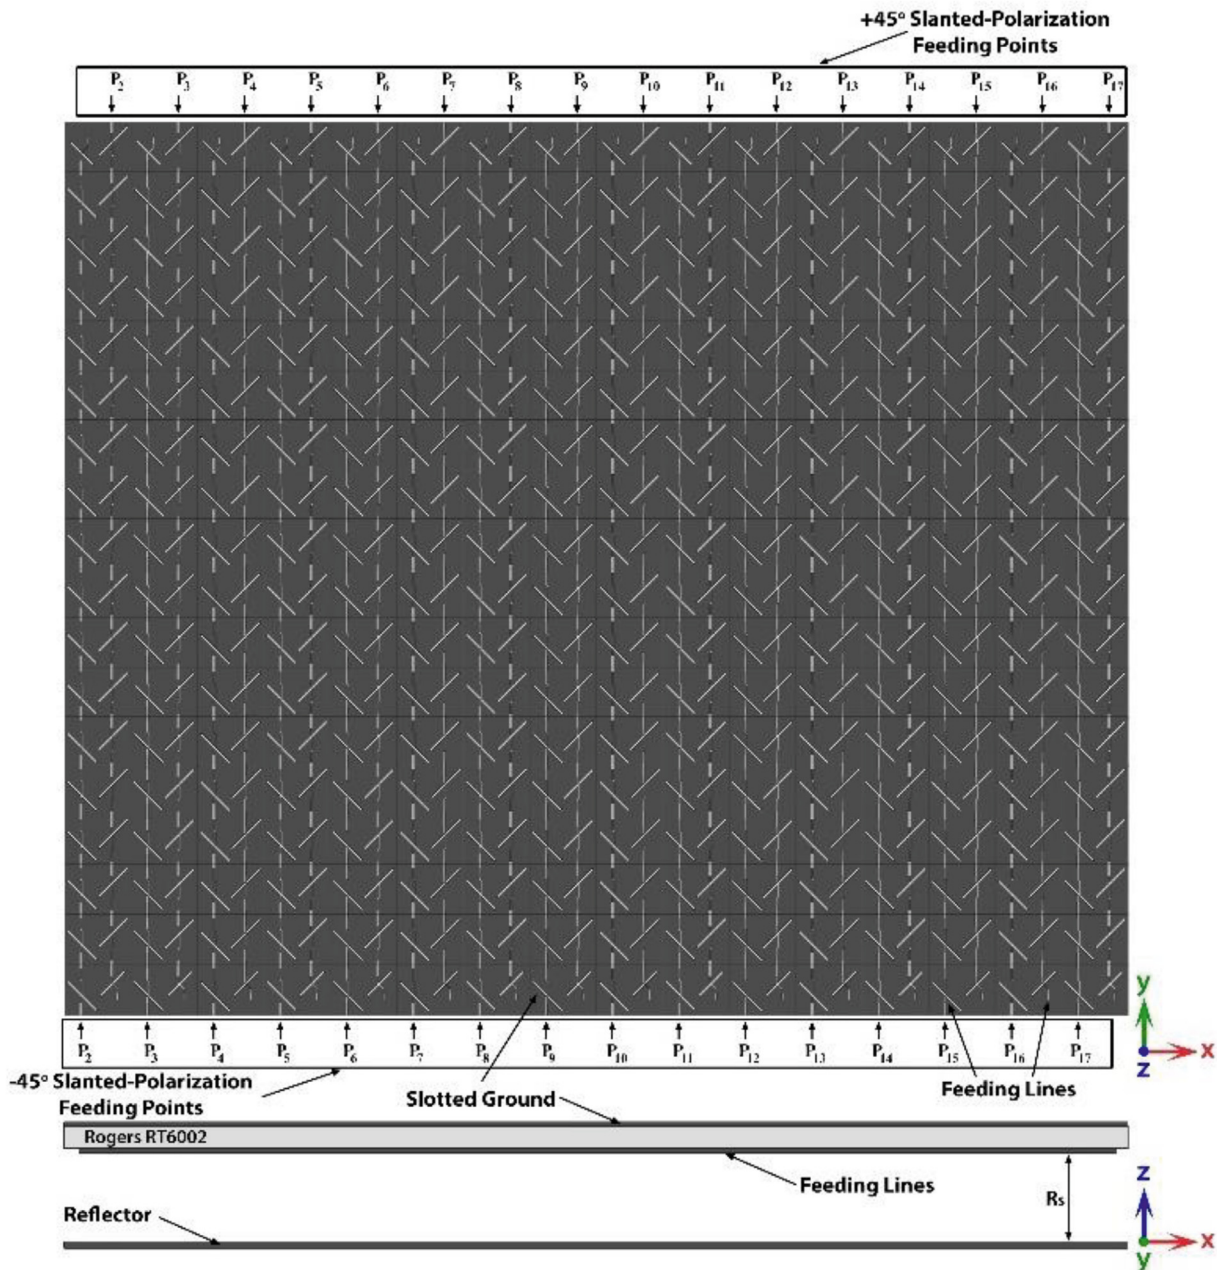 +45° Slanted-Polarization
Feeding Points
P2 P3 P4 P5 P6 P7 P8 P9 P10 P11 P12 P13 P14 P15 P16 P17
P2 P3 P4 P5 P6 P7 P8 P9 P10 P11 P12 P13 P14 P15 P16 P17
-45° Slanted-Polarization
Feeding Points
Slotted Ground
Feeding Lines
y
x
z
Rogers RT6002
Feeding Lines
Rs
Reflector
z
x
y